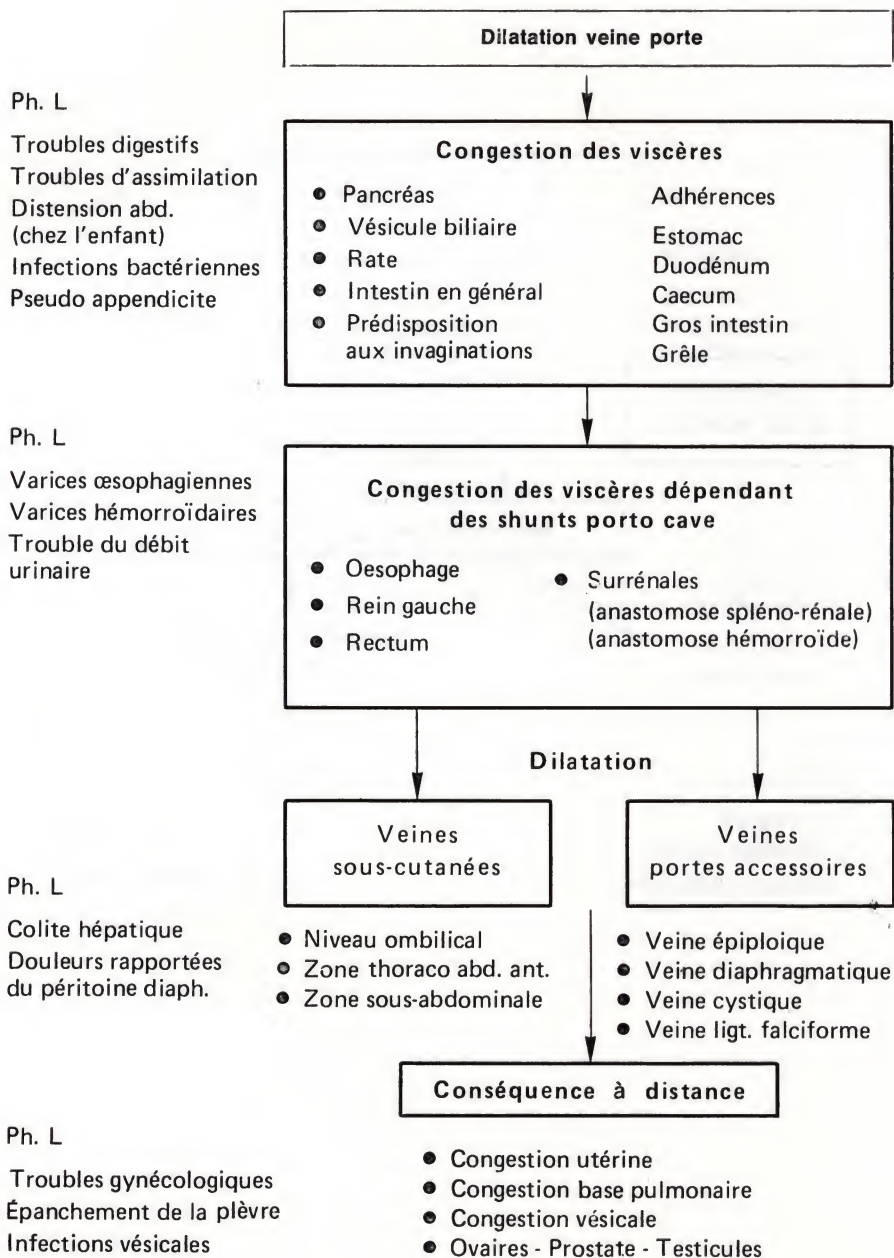 Dilatation veine porte
Ph. L
Troubles digestifs
Troubles d'assimilation
Distension abd.
(chez l'enfant)
Infections bactériennes
Pseudo appendicite
Congestion des viscères
● Pancréas
● Vésicule biliaire
● Rate
● Intestin en général
● Prédisposition
aux invaginations
Adhérences
Estomac
Duodénum
Caecum
Gros intestin
Grêle
Ph. L
Varices œsophagiennes
Varices hémorroïdaires
Trouble du débit
urinaire
Congestion des viscères dépendant
des shunts porto cave
● Oesophage
● Rein gauche
● Rectum
● Surrénales
(anastomose spléno-rénale)
(anastomose hémorroïde)
Dilatation
Veines
sous-cutanées
Veines
portes accessoires
Ph. L
Colite hépatique
Douleurs rapportées
du péritoine diaph.
● Niveau ombilical
● Zone thoraco abd. ant.
● Zone sous-abdominale
● Veine épiploique
● Veine diaphragmatique
● Veine cystique
● Veine ligt. falciforme
Conséquence à distance
Ph. L
Troubles gynécologiques
Épanchement de la plèvre
Infections vésicales
● Congestion utérine
● Congestion base pulmonaire
● Congestion vésicale
● Ovaires - Prostate - Testicules